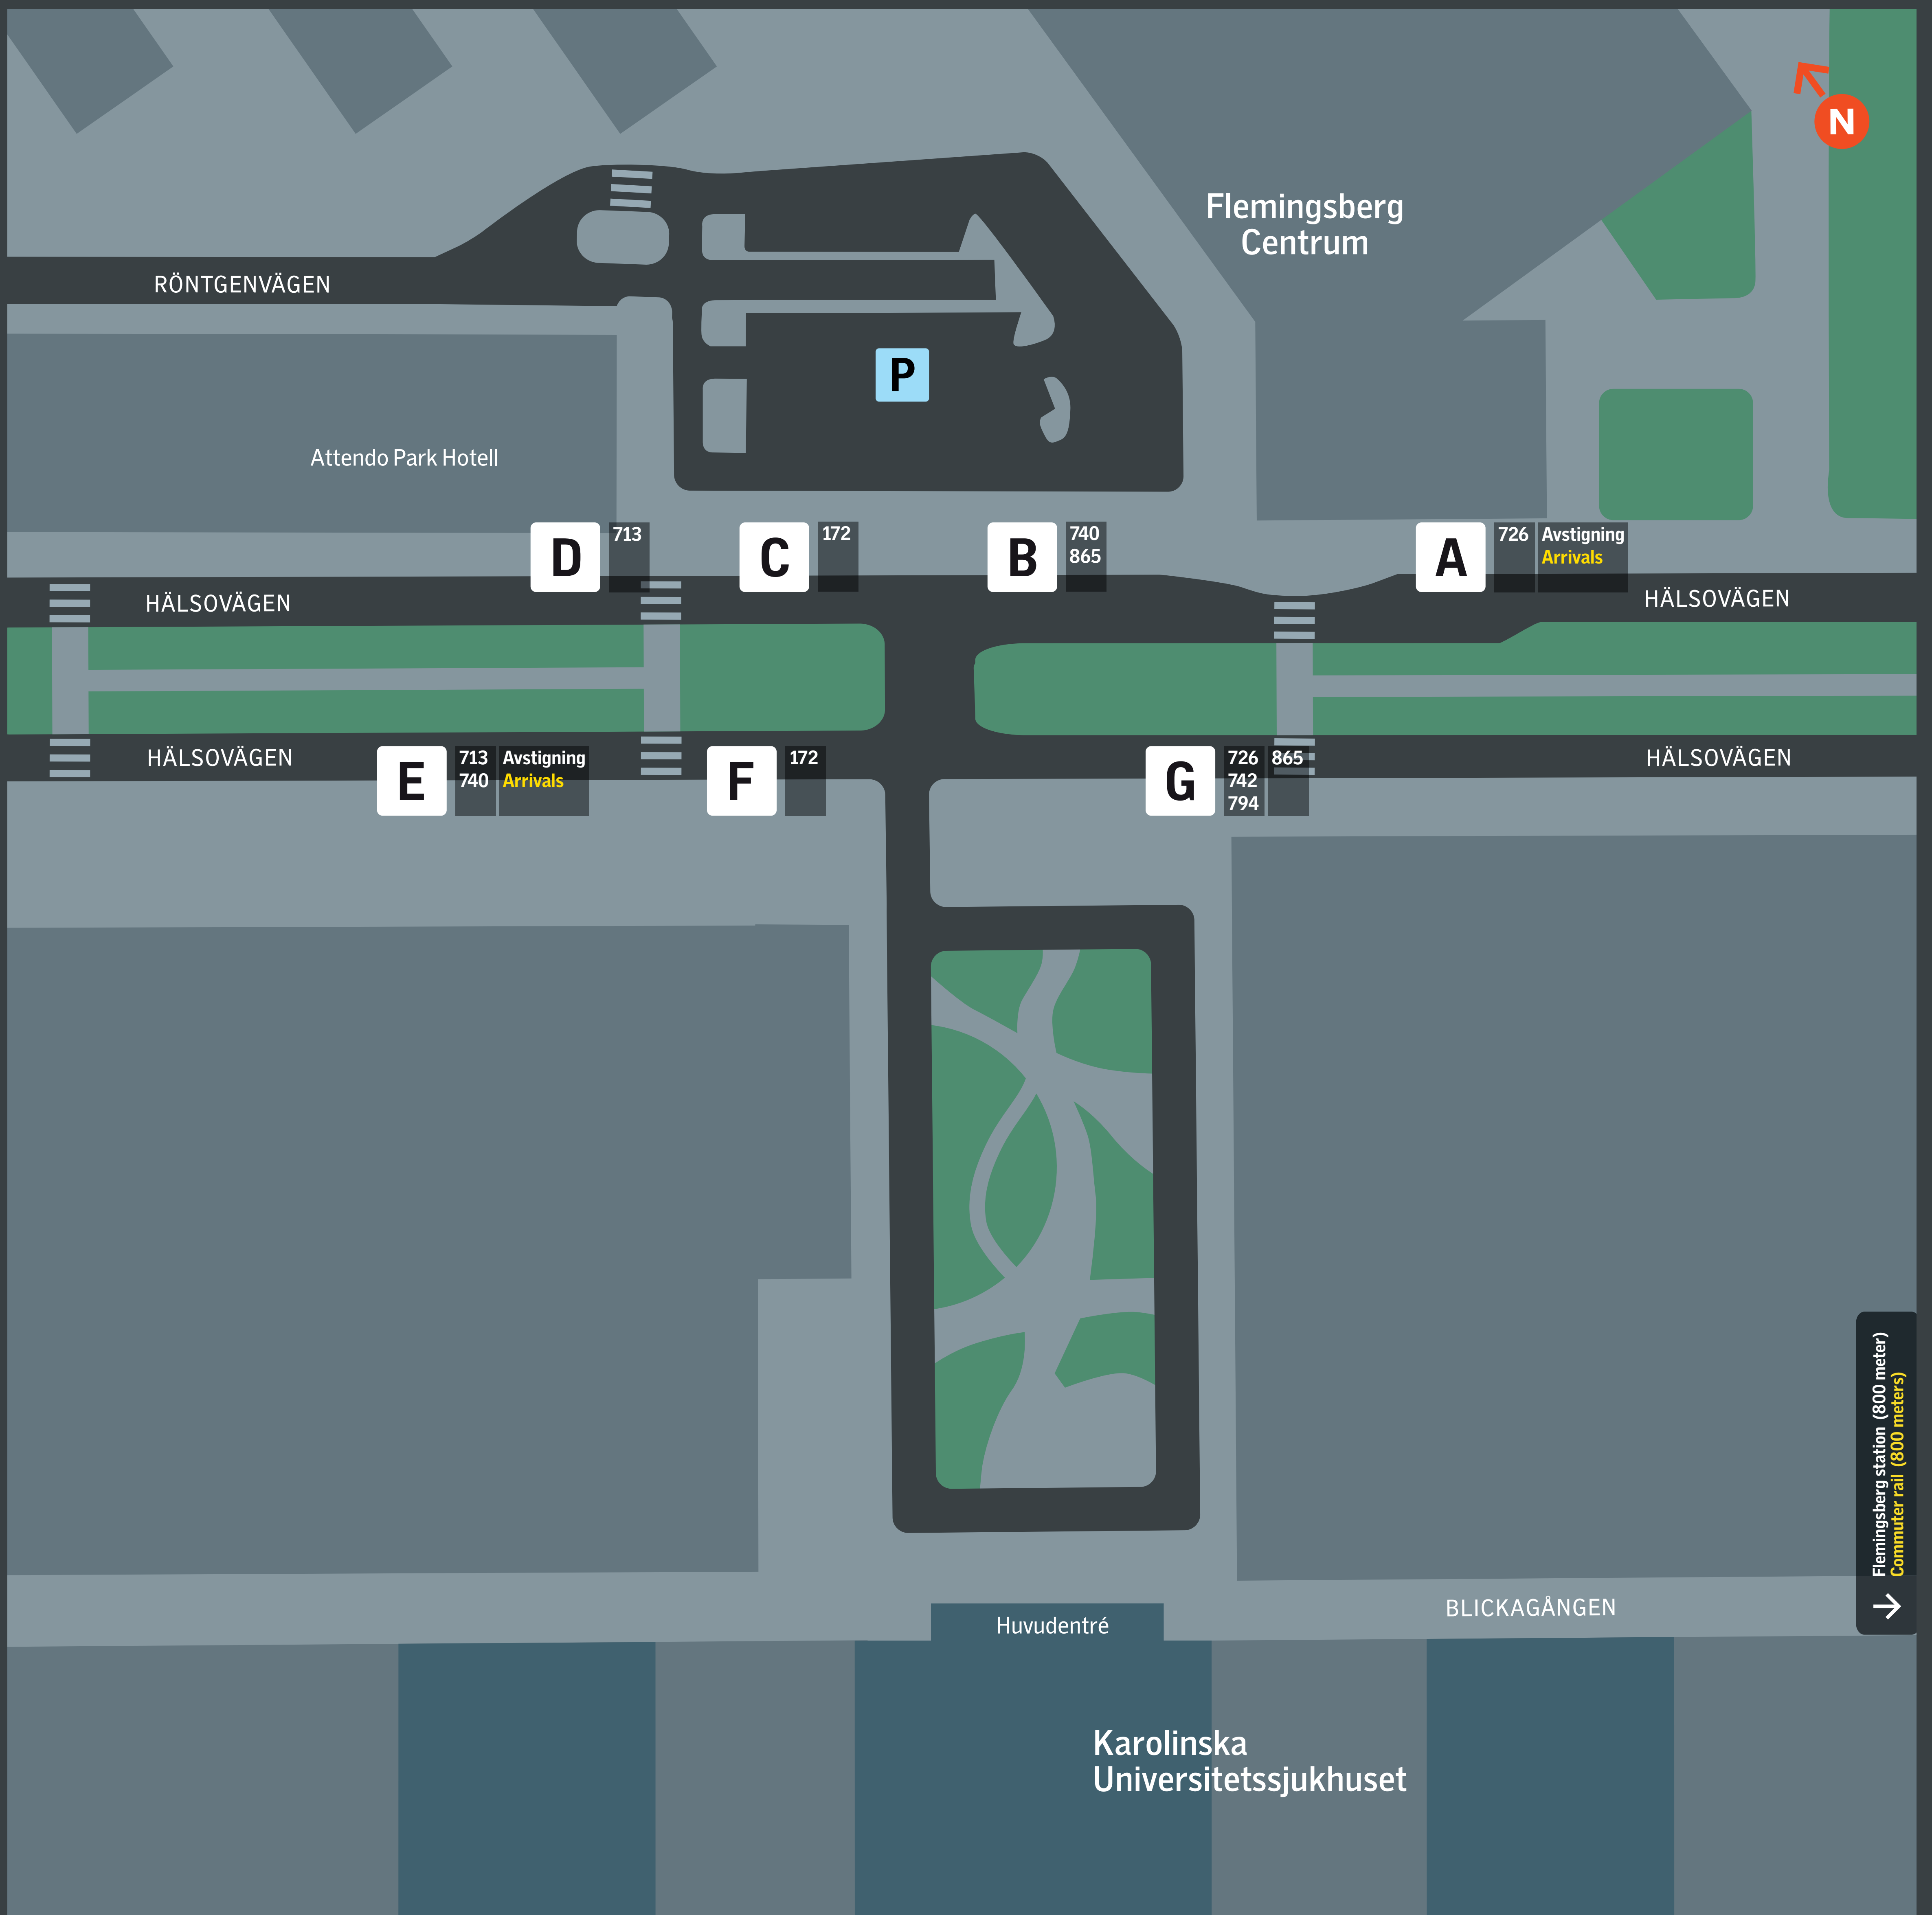 N
Flemingsberg
Centrum
RÖNTGENVÄGEN
P
Attendo Park Hotell
D
713
C
172
B
740
865
A
726
Avstigning
Arrivals
HÄLSOVÄGEN
HÄLSOVÄGEN
HÄLSOVÄGEN
E
713
740
Avstigning
Arrivals
F
172
G
726
742
794
865
HÄLSOVÄGEN
Flemingsberg station (800 meter)
Commuter rail (800 meters)
BLICKAGÅNGEN
Huvudentré
Karolinska
Universitetssjukhuset